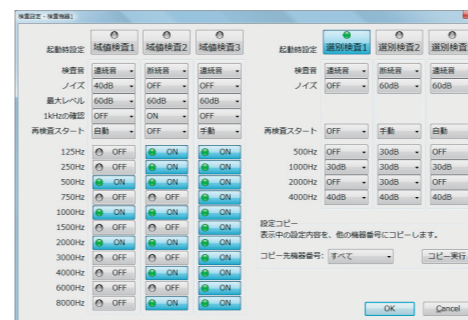 検査設定 - 検査機器1
起動時設定 域値検査1 域値検査2 域値検査3
検査音 連続音 断続音 連続音
ノイズ 40dB OFF OFF
最大レベル 60dB 60dB 60dB
1kHzの確認 OFF ON OFF
再検査スタート 自動 OFF 手動
125Hz OFF ON ON
250Hz OFF ON ON
500Hz ON ON ON
750Hz OFF OFF ON
1000Hz ON ON ON
1500Hz OFF OFF ON
2000Hz ON ON ON
3000Hz OFF OFF ON
4000Hz OFF ON ON
6000Hz OFF OFF ON
8000Hz OFF ON ON
起動時設定 選別検査1 選別検査2 選別検査
検査音 連続音 断続音 連続音
ノイズ OFF 60dB 60dB
再検査スタート OFF 手動 自動
500Hz OFF 30dB OFF
1000Hz 30dB 30dB 30dB
2000Hz OFF 30dB OFF
4000Hz 40dB 40dB 40dB
設定コピー
表示中の設定内容を、他の機器番号にコピーします。
コピー先機器番号: すべて コピー実行
OK Cancel